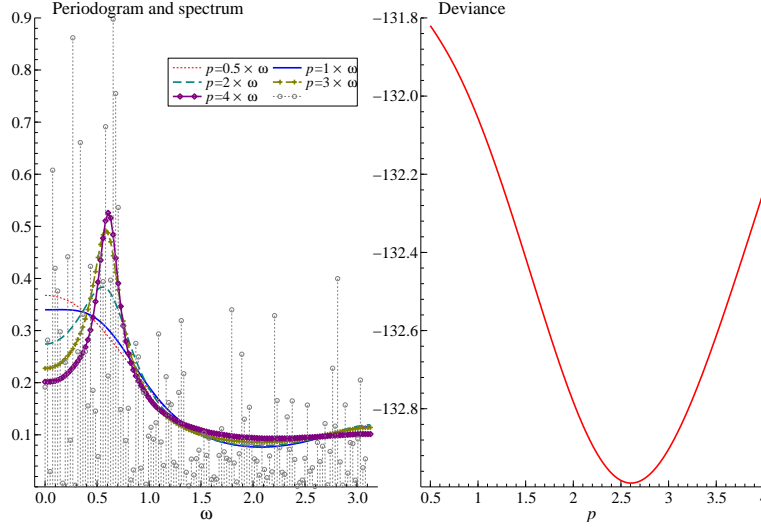 Periodogram and spectrum
0.9
0.8
0.7
0.6
0.5
0.4
0.3
0.2
0.1
p=0.5× ω p=1× ω
p=2× ω p=3× ω
p=4× ω
0.0 0.5 1.0 1.5 2.0 2.5 3.0
ω
Deviance
−131.8
−132.0
−132.2
−132.4
−132.6
−132.8
0.5 1 1.5 2 2.5 3 3.5 4
p